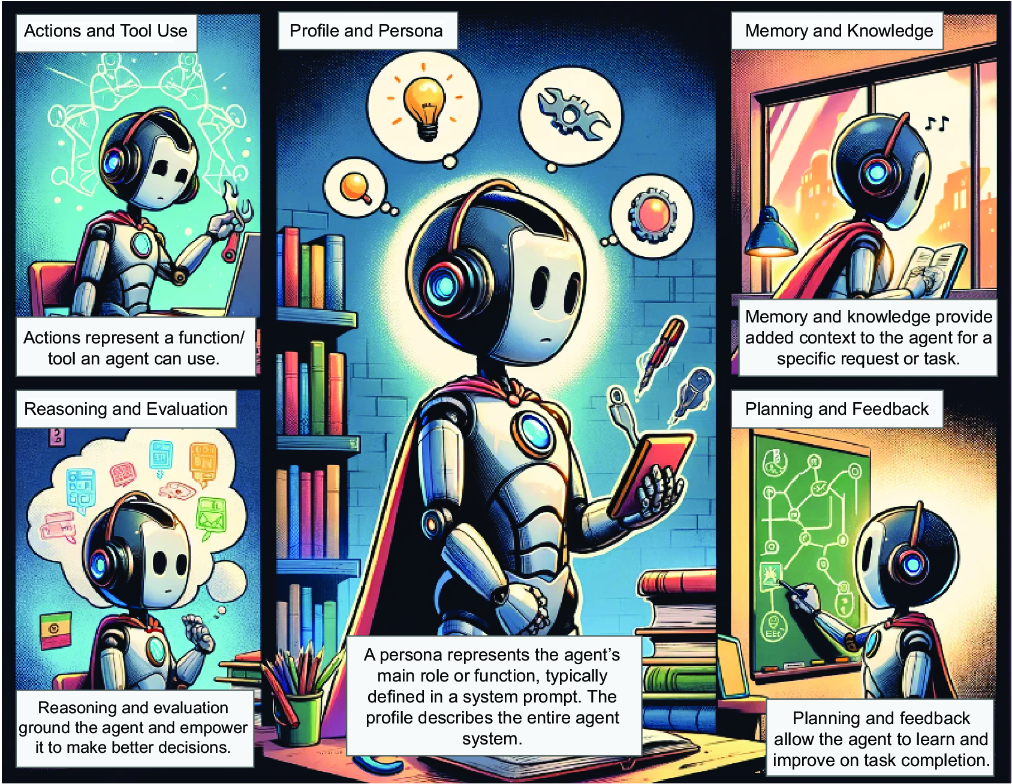 Actions and Tool Use
Actions represent a function/
tool an agent can use.
Profile and Persona
A persona represents the agent's
main role or function, typically
defined in a system prompt. The
profile describes the entire agent
system.
Memory and Knowledge
Memory and knowledge provide
added context to the agent for a
specific request or task.
Reasoning and Evaluation
Reasoning and evaluation
ground the agent and empower
it to make better decisions.
Planning and Feedback
Planning and feedback
allow the agent to learn and
improve on task completion.